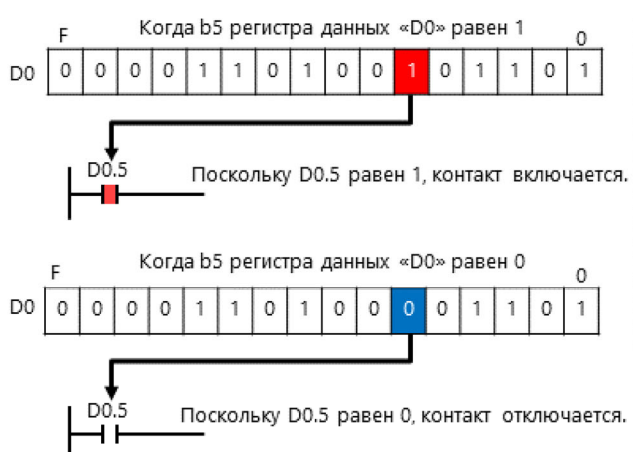 Когда b5 регистра данных «D0» равен 1
F 0
D0 0 0 0 0 1 1 0 1 0 0 1 0 1 1 0 1
D0.5
Поскольку D0.5 равен 1, контакт включается.
Когда b5 регистра данных «D0» равен 0
F 0
D0 0 0 0 0 1 1 0 1 0 0 0 0 1 1 0 1
D0.5
Поскольку D0.5 равен 0, контакт отключается.